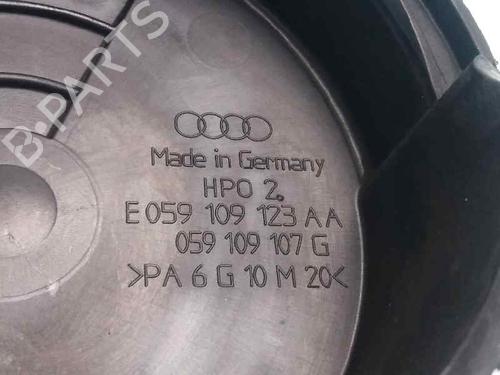 B-PARTS
Made in Germany
HPO 2.
E 059 109 123 AA
059 109 107 G
>PA 6 G 10 M 20<